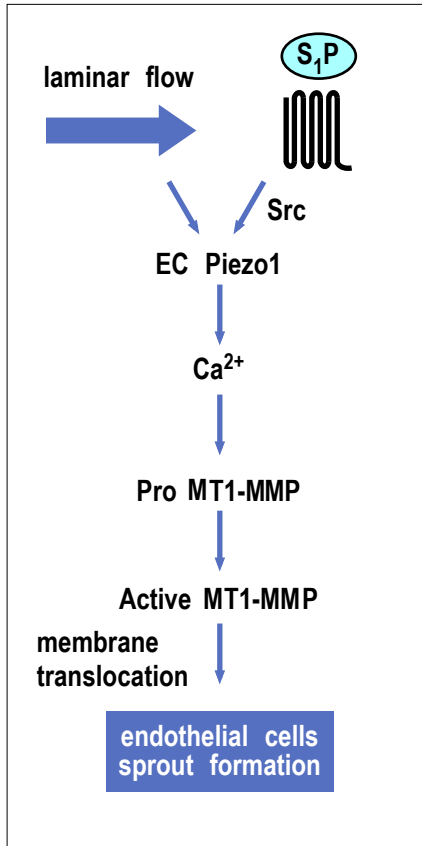 S₁P
laminar flow
Src
EC Piezo1
Ca²⁺
Pro MT1-MMP
Active MT1-MMP
membrane
translocation
endothelial cells
sprout formation